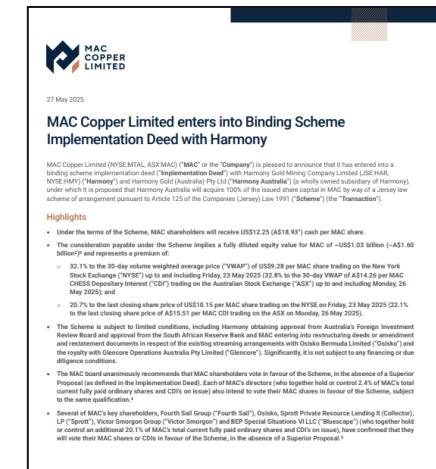 MAC
COPPER
LIMITED
27 May 2025
MAC Copper Limited enters into Binding Scheme
Implementation Deed with Harmony
MAC Copper Limited (NYSE:MTAL, ASX:MAC) ("MAC" or the "Company") is pleased to announce that it has entered into a
binding scheme implementation deed ("Implementation Deed") with Harmony Gold Mining Company Limited (JSE:HAR,
NYSE:HMY) ("Harmony") and Harmony Gold (Australia) Pty Ltd ("Harmony Australia") (a wholly owned subsidiary of Harmony),
under which it is proposed that Harmony Australia will acquire 100% of the issued share capital in MAC by way of a Jersey law
scheme of arrangement pursuant to Article 125 of the Companies (Jersey) Law 1991 ("Scheme") (the "Transaction").
Highlights
• Under the terms of the Scheme, MAC shareholders will receive US$12.25 (A$18.93¹) cash per MAC share.
• The consideration payable under the Scheme implies a fully diluted equity value for MAC of ~US$1.03 billion (~A$1.60
billion²)³ and represents a premium of:
○ 32.1% to the 30-day volume weighted average price ("VWAP") of US$9.28 per MAC share trading on the New York
Stock Exchange ("NYSE") up to and including Friday, 23 May 2025 (32.8% to the 30-day VWAP of A$14.26 per MAC
CHESS Depositary Interest ("CDI") trading on the Australian Stock Exchange ("ASX") up to and including Monday, 26
May 2025); and
○ 20.7% to the last closing share price of US$10.15 per MAC share trading on the NYSE on Friday, 23 May 2025 (22.1%
to the last closing share price of A$15.51 per MAC CDI trading on the ASX on Monday, 26 May 2025).
• The Scheme is subject to limited conditions, including Harmony obtaining approval from Australia's Foreign Investment
Review Board and approval from the South African Reserve Bank and MAC entering into restructuring deeds or amendment
and restatement documents in respect of the existing streaming arrangements with Osisko Bermuda Limited ("Osisko") and
the royalty with Glencore Operations Australia Pty Limited ("Glencore"). Significantly, it is not subject to any financing or due
diligence conditions.
• The MAC board unanimously recommends that MAC shareholders vote in favour of the Scheme, in the absence of a Superior
Proposal (as defined in the Implementation Deed). Each of MAC's directors (who together hold or control 2.4% of MAC's total
current fully paid ordinary shares and CDI's on issue) also intend to vote their MAC shares in favour of the Scheme, subject
to the same qualification.⁴
• Several of MAC's key shareholders, Fourth Sail Group ("Fourth Sail"), Osisko, Sprott Private Resource Lending II (Collector),
LP ("Sprott"), Victor Smorgon Group ("Victor Smorgon") and BEP Special Situations VI LLC ("Bluescape"), (who together hold
or control an additional 20.1% of MAC's total current fully paid ordinary shares and CDI's on issue), have confirmed that they
will vote their MAC shares or CDIs in favour of the Scheme, in the absence of a Superior Proposal.⁵